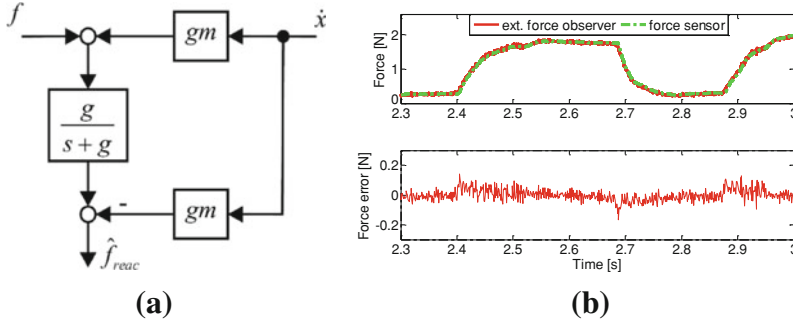 f
gm
ẋ
g
s + g
-
gm
f̂reac
(a)
ext. force observer
force sensor
Force [N]
2
1
0
2.3 2.4 2.5 2.6 2.7 2.8 2.9 3
Force error [N]
0.2
0
-0.2
2.3 2.4 2.5 2.6 2.7 2.8 2.9 3
Time [s]
(b)